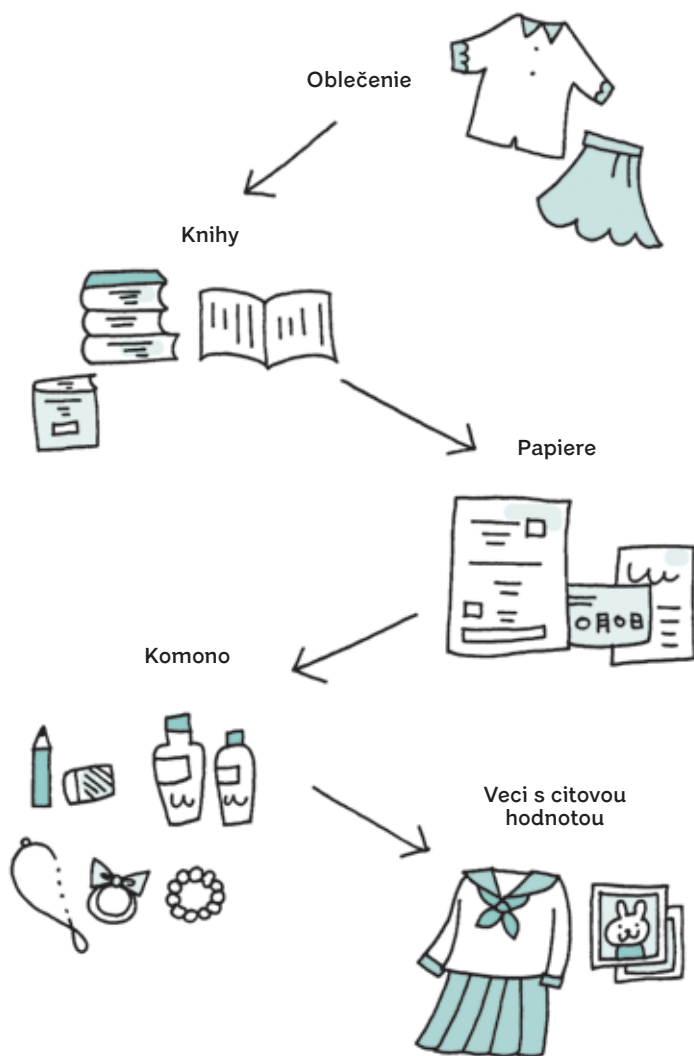 Oblečenie
Knihy
Papiere
Komono
Veci s citovou
hodnotou